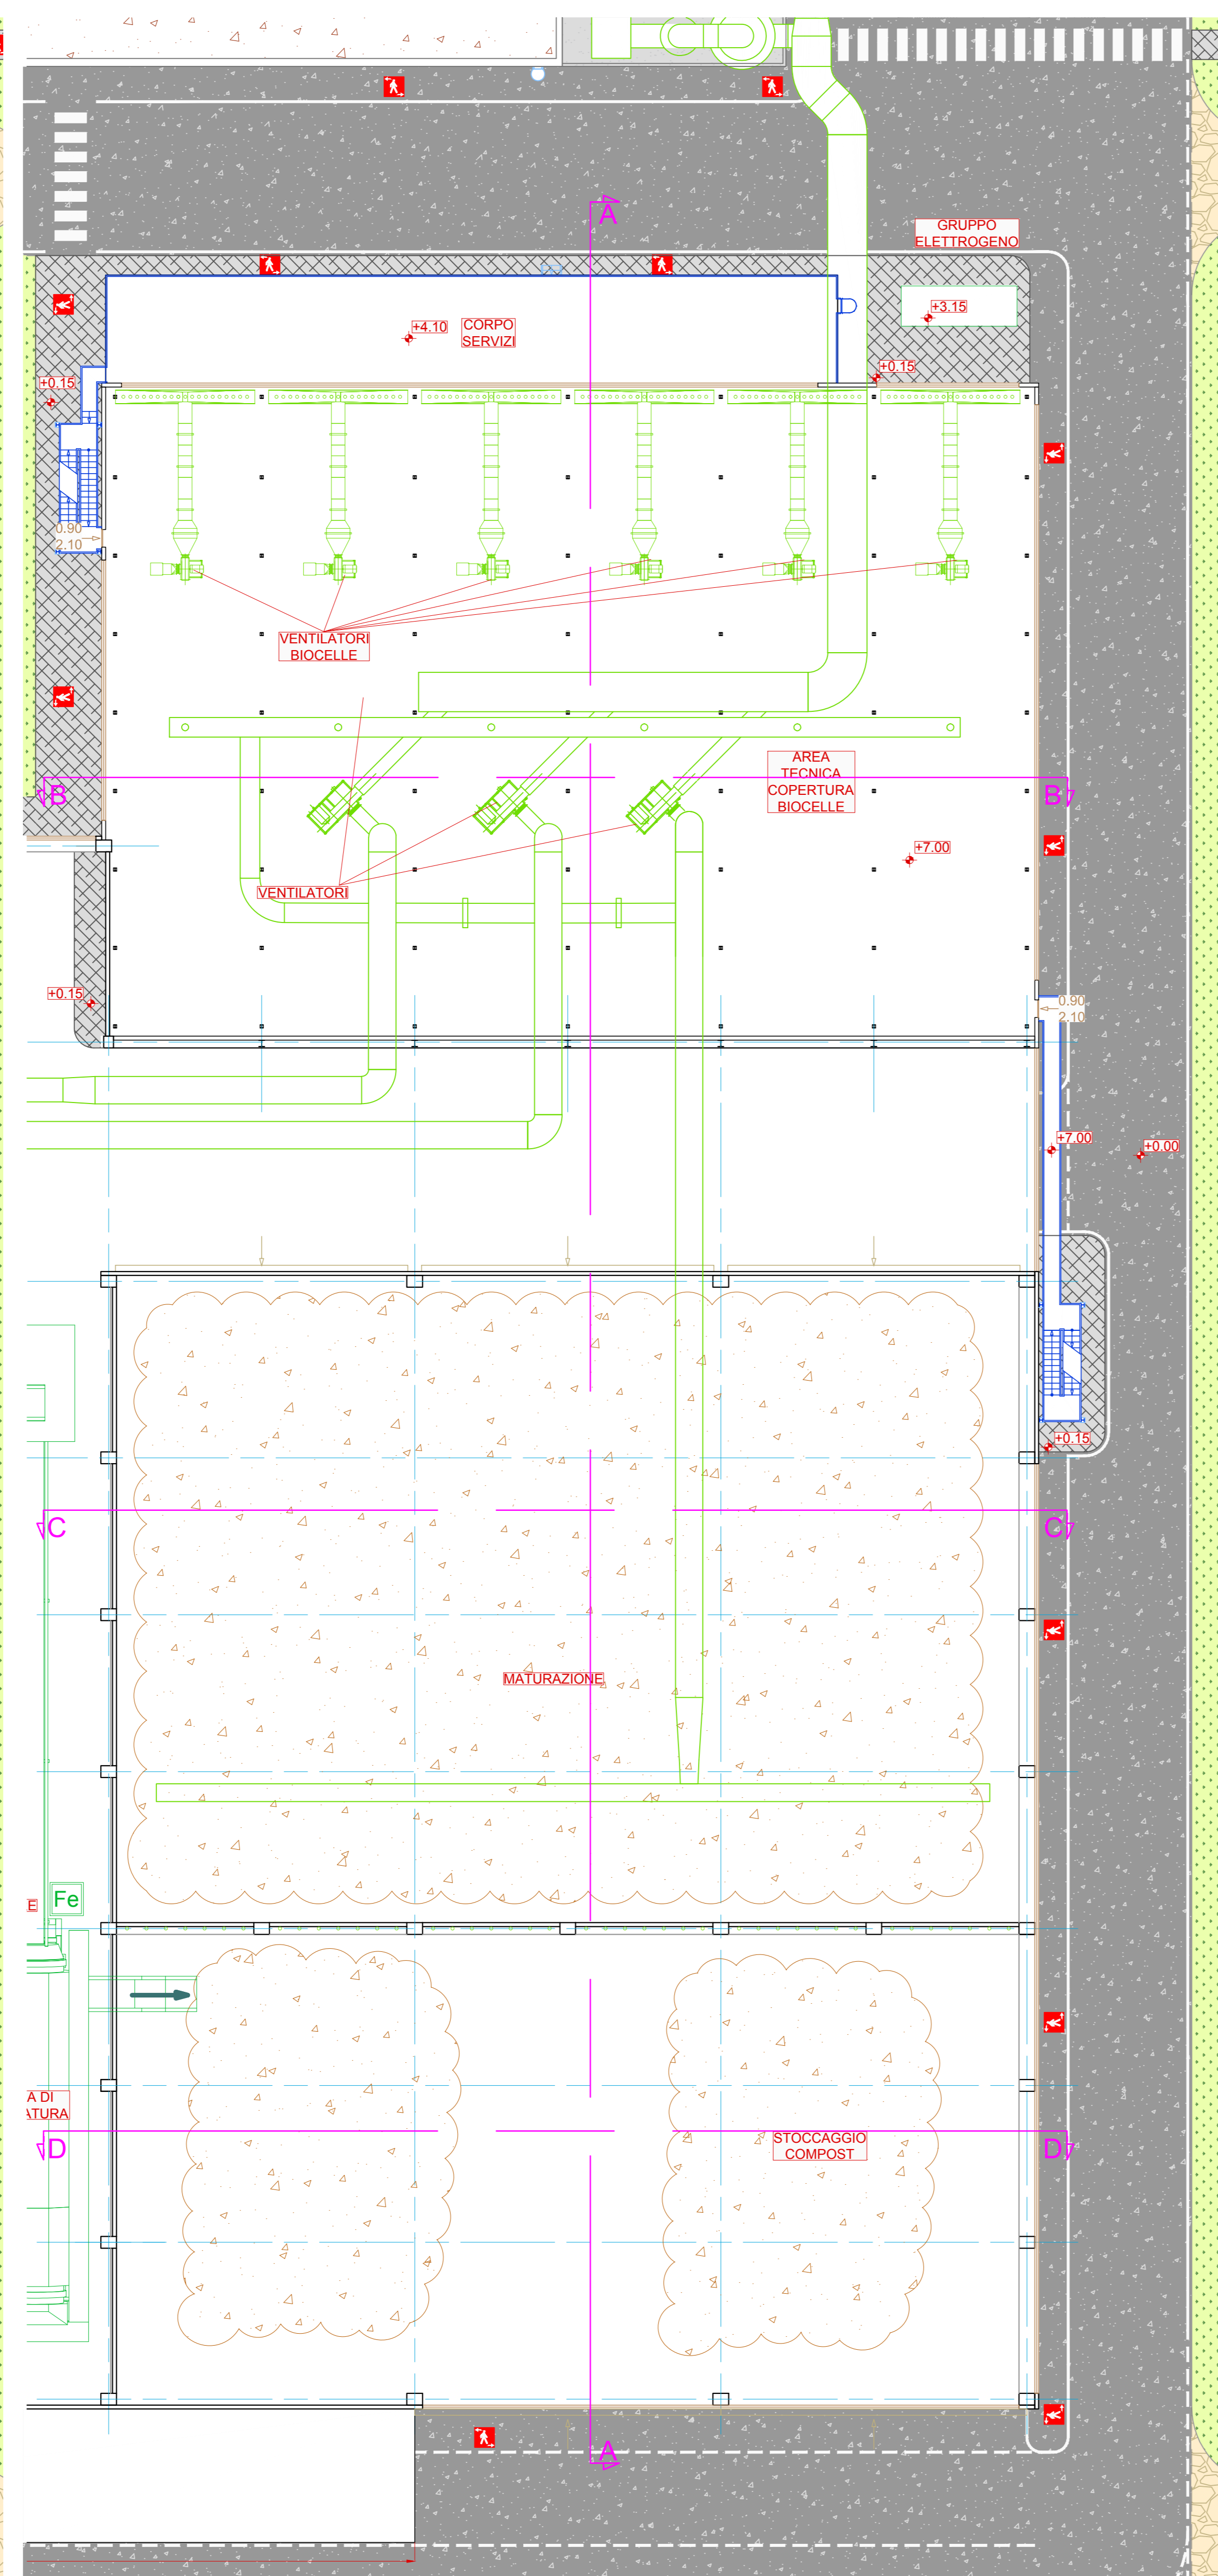 A
GRUPPO
ELETTROGENO
+3.15
+4.10
CORPO
SERVIZI
+0.15
+0.15
0.90
2.10
VENTILATORI
BIOCELLE
AREA
TECNICA
COPERTURA
BIOCELLE
B
B
+7.00
VENTILATORI
+0.15
0.90
2.10
+7.00
+0.00
+0.15
C
C
MATURAZIONE
E
Fe
A DI
ATURA
D
STOCCAGGIO
COMPOST
D
A